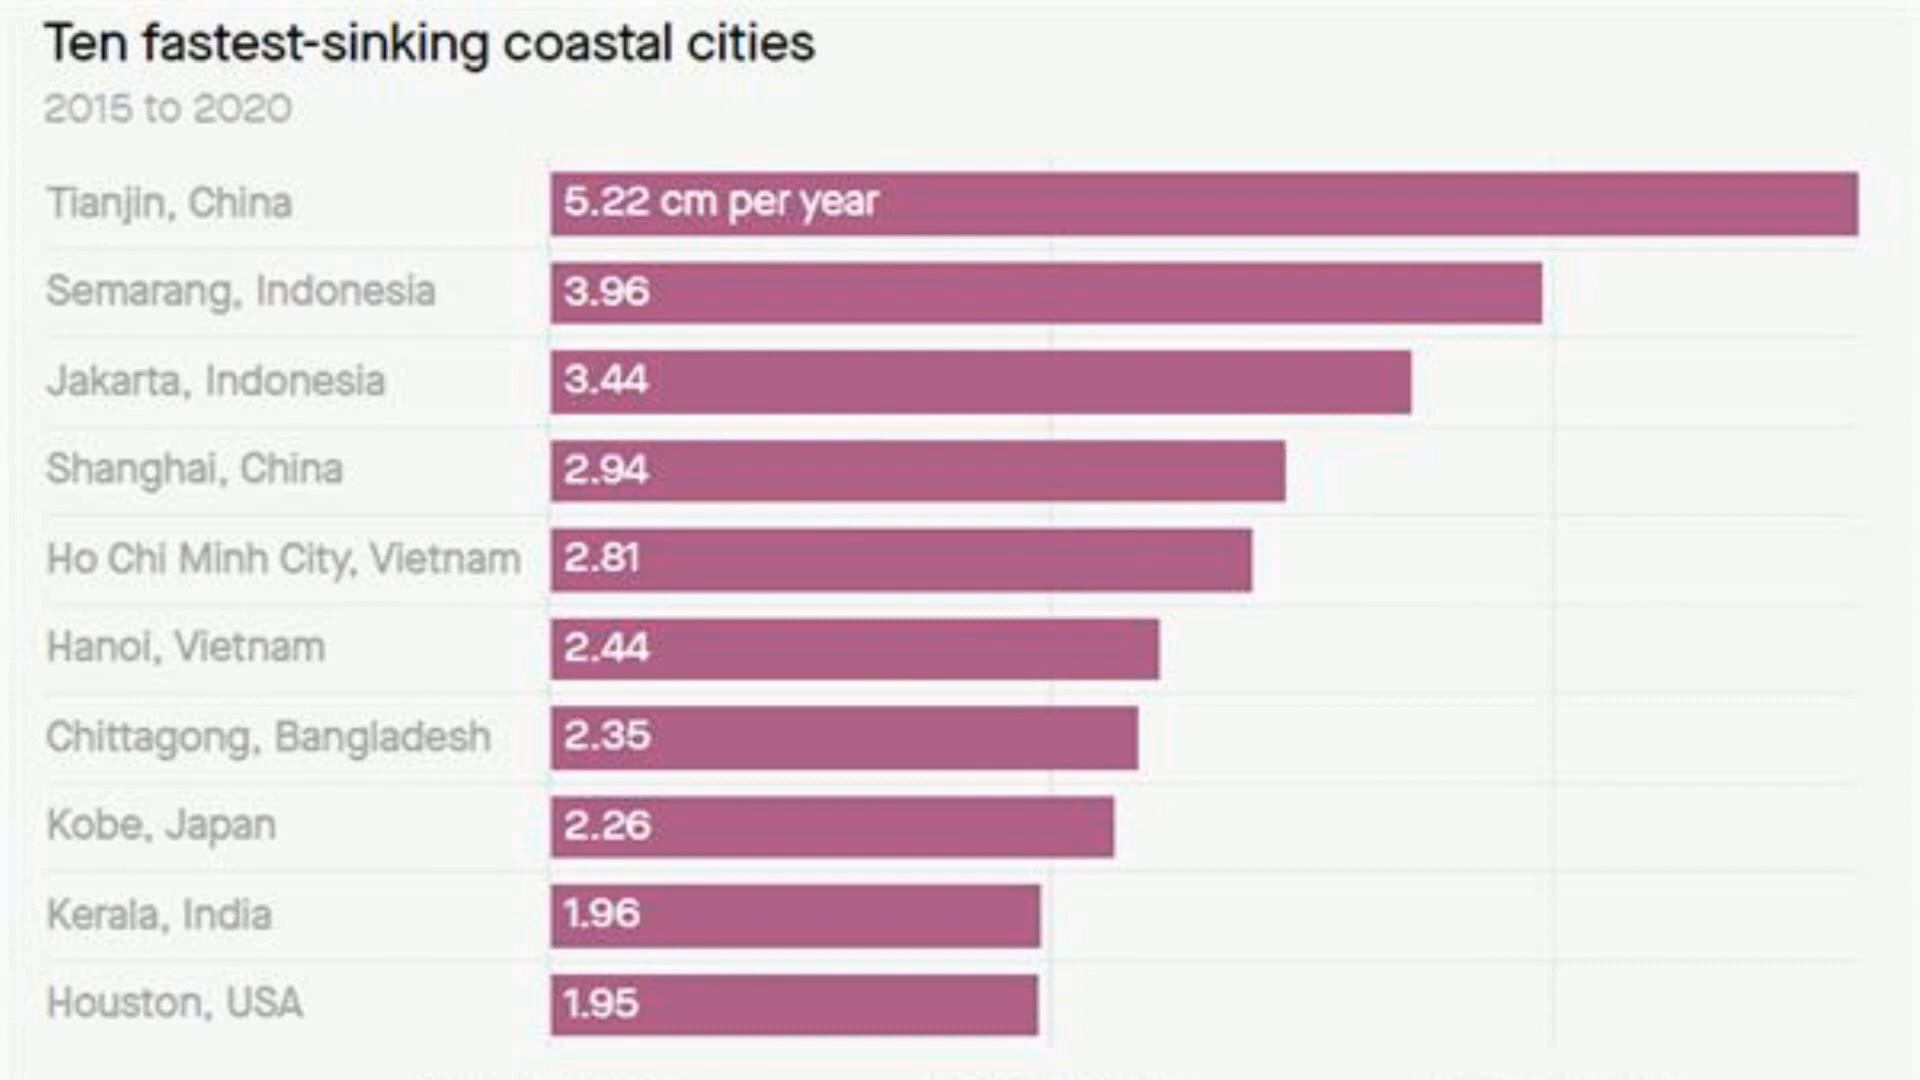 Ten fastest-sinking coastal cities
2015 to 2020
Tianjin, China 5.22 cm per year
Semarang, Indonesia 3.96
Jakarta, Indonesia 3.44
Shanghai, China 2.94
Ho Chi Minh City, Vietnam 2.81
Hanoi, Vietnam 2.44
Chittagong, Bangladesh 2.35
Kobe, Japan 2.26
Kerala, India 1.96
Houston, USA 1.95